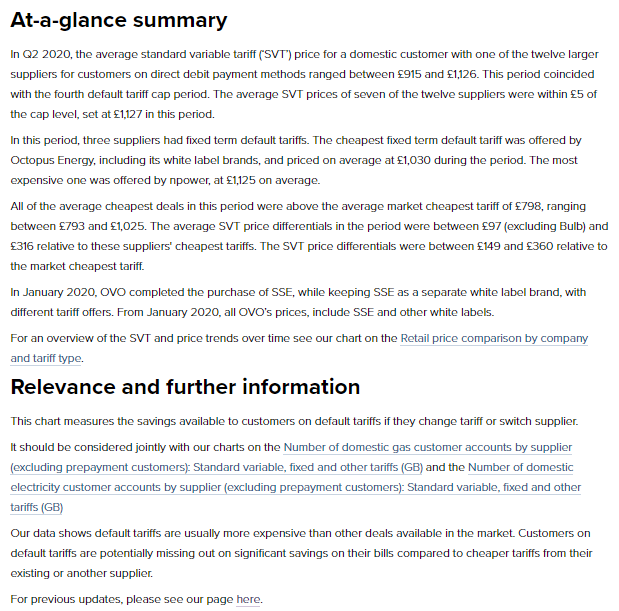 At-a-glance summary
In Q2 2020, the average standard variable tariff ('SVT') price for a domestic customer with one of the twelve larger
suppliers for customers on direct debit payment methods ranged between £915 and £1,126. This period coincided
with the fourth default tariff cap period. The average SVT prices of seven of the twelve suppliers were within £5 of
the cap level, set at £1,127 in this period.
In this period, three suppliers had fixed term default tariffs. The cheapest fixed term default tariff was offered by
Octopus Energy, including its white label brands, and priced on average at £1,030 during the period. The most
expensive one was offered by npower, at £1,125 on average.
All of the average cheapest deals in this period were above the average market cheapest tariff of £798, ranging
between £793 and £1,025. The average SVT price differentials in the period were between £97 (excluding Bulb) and
£316 relative to these suppliers' cheapest tariffs. The SVT price differentials were between £149 and £360 relative to
the market cheapest tariff.
In January 2020, OVO completed the purchase of SSE, while keeping SSE as a separate white label brand, with
different tariff offers. From January 2020, all OVO's prices, include SSE and other white labels.
For an overview of the SVT and price trends over time see our chart on the Retail price comparison by company
and tariff type.
Relevance and further information
This chart measures the savings available to customers on default tariffs if they change tariff or switch supplier.
It should be considered jointly with our charts on the Number of domestic gas customer accounts by supplier
(excluding prepayment customers): Standard variable, fixed and other tariffs (GB) and the Number of domestic
electricity customer accounts by supplier (excluding prepayment customers): Standard variable, fixed and other
tariffs (GB)
Our data shows default tariffs are usually more expensive than other deals available in the market. Customers on
default tariffs are potentially missing out on significant savings on their bills compared to cheaper tariffs from their
existing or another supplier.
For previous updates, please see our page here.